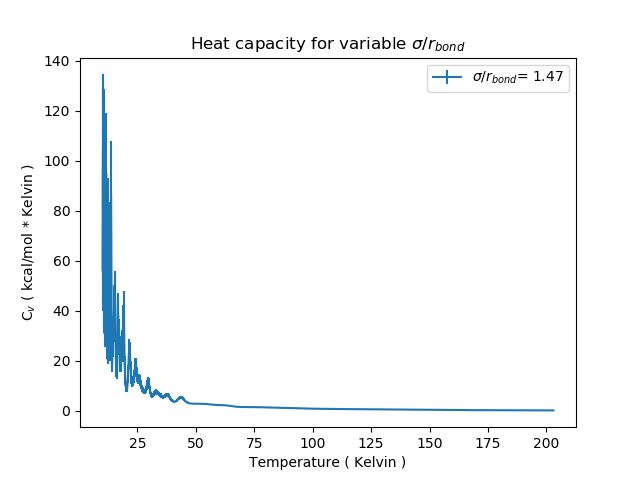 Heat capacity for variable σ/r_bond
σ/r_bond= 1.47
140
120
100
80
60
40
20
0
C_v ( kcal/mol * Kelvin )
25 50 75 100 125 150 175 200
Temperature ( Kelvin )